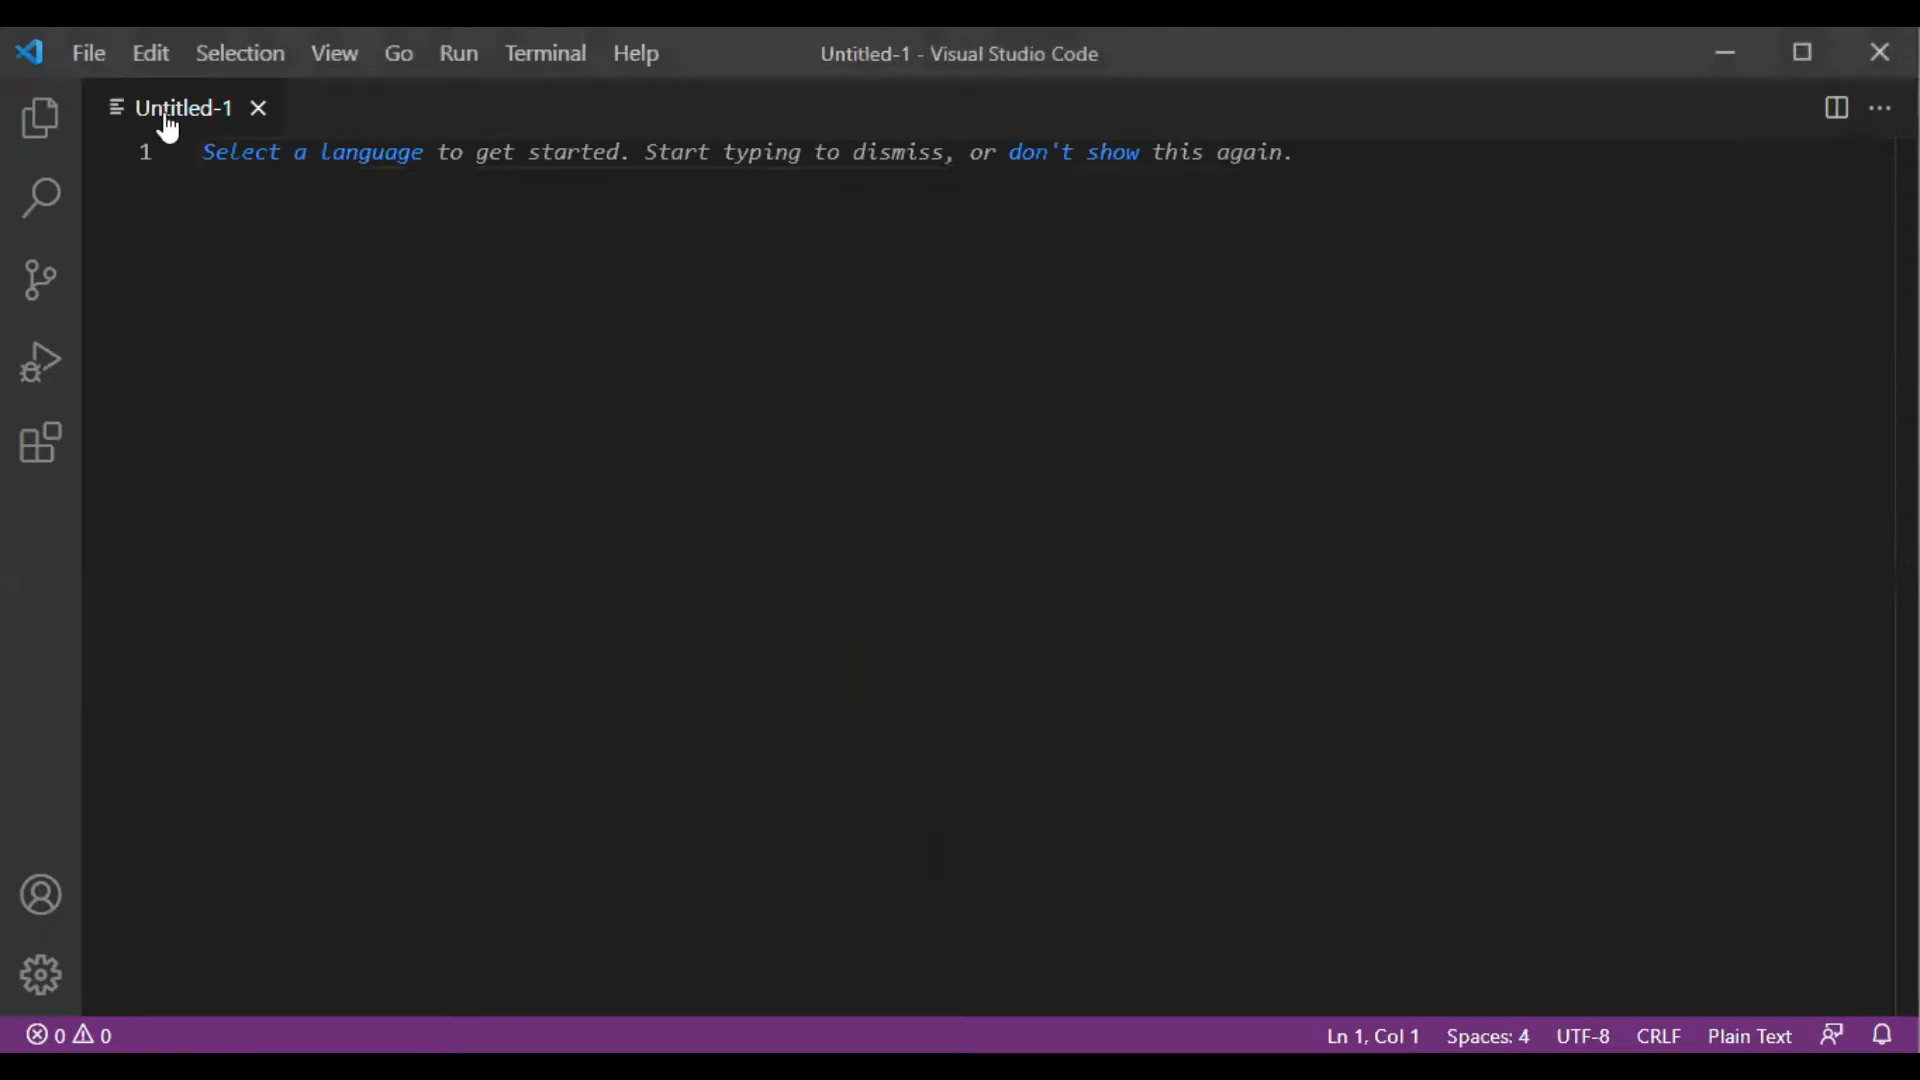 File Edit Selection View Go Run Terminal Help Untitled-1 - Visual Studio Code
Untitled-1
1 Select a language to get started. Start typing to dismiss, or don't show this again.
0 0 Ln 1, Col 1 Spaces: 4 UTF-8 CRLF Plain Text